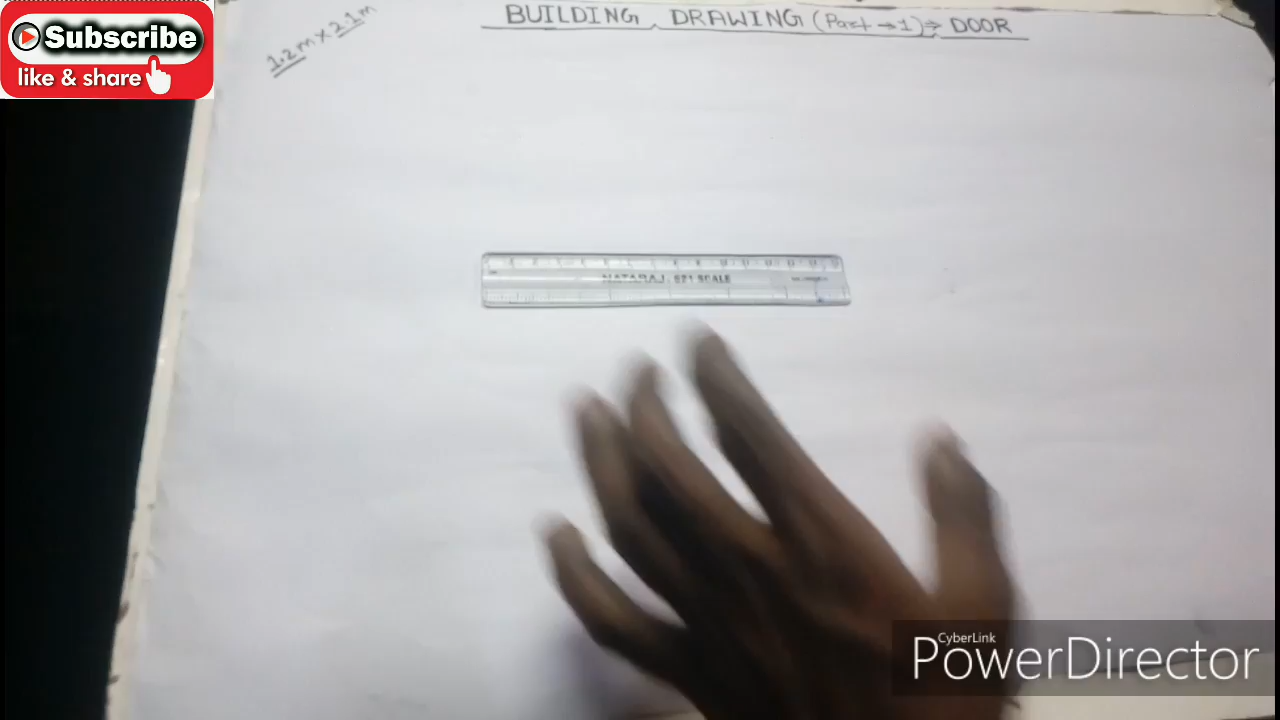 Subscribe
like & share
1.2m x 2.1m
BUILDING DRAWING (Part → 1) ⇒ DOOR
NATARAJ . 621 SCALE
CyberLink
PowerDirector